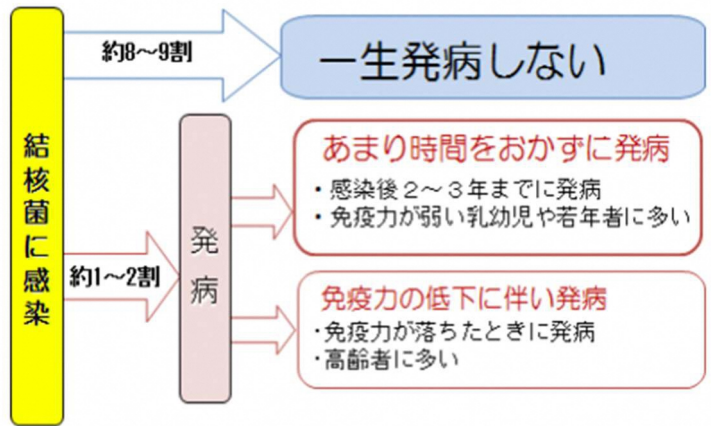 結核菌に感染
約8～9割
一生発病しない
約1～2割
発病
あまり時間をおかずに発病
・感染後２～３年までに発病
・免疫力が弱い乳幼児や若年者に多い
免疫力の低下に伴い発病
・免疫力が落ちたときに発病
・高齢者に多い